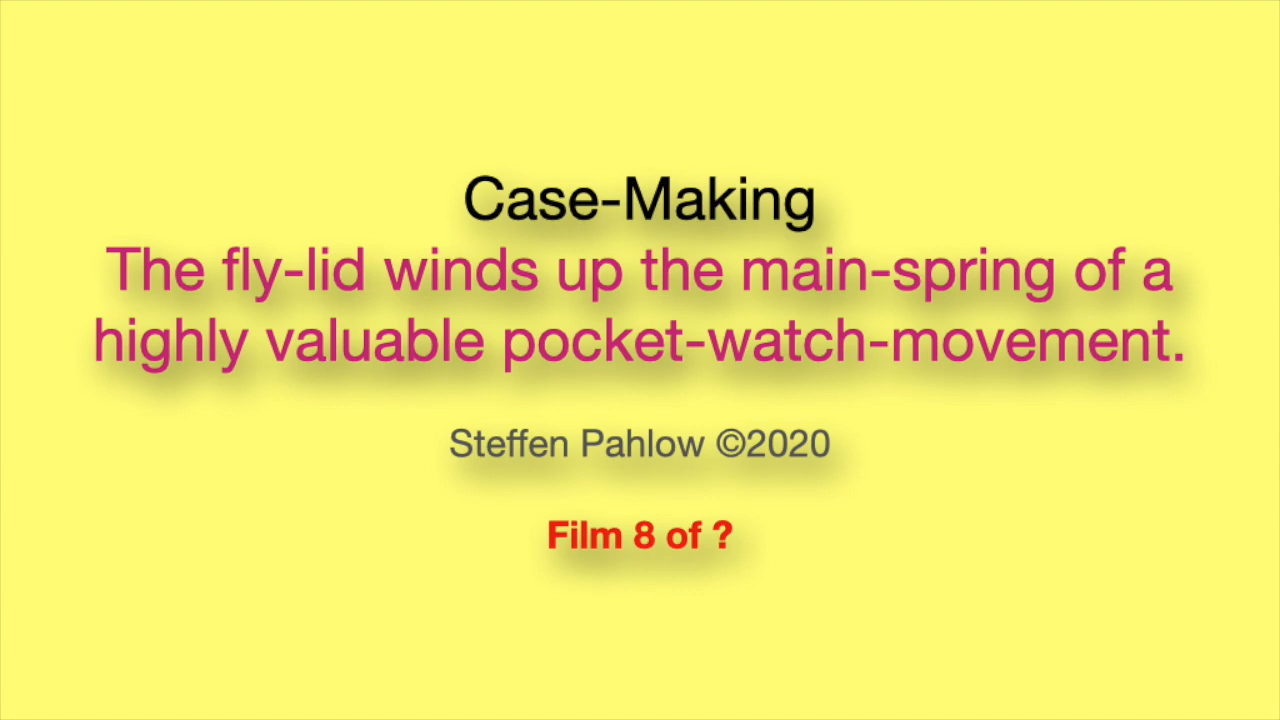 Case-Making
The fly-lid winds up the main-spring of a
highly valuable pocket-watch-movement.
Steffen Pahlow ©2020
Film 8 of ?